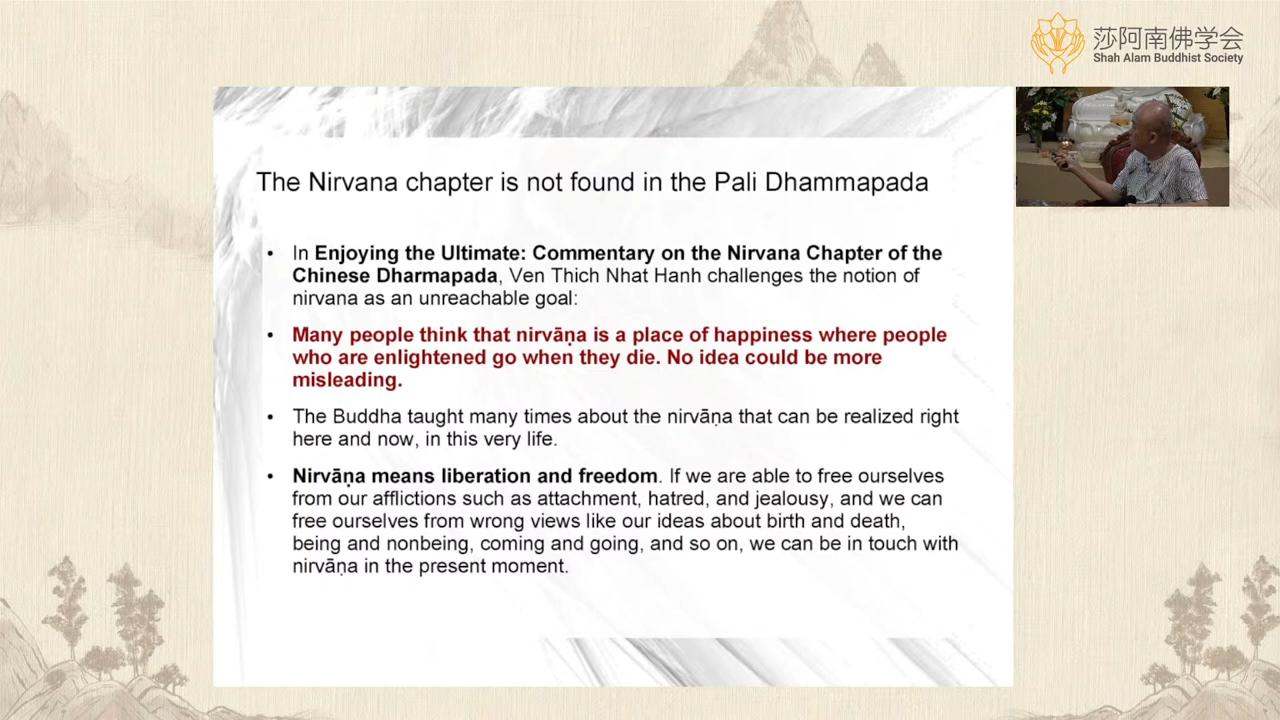 莎阿南佛学会
Shah Alam Buddhist Society
The Nirvana chapter is not found in the Pali Dhammapada
• In Enjoying the Ultimate: Commentary on the Nirvana Chapter of the
Chinese Dharmapada, Ven Thich Nhat Hanh challenges the notion of
nirvana as an unreachable goal:
• Many people think that nirvāṇa is a place of happiness where people
who are enlightened go when they die. No idea could be more
misleading.
• The Buddha taught many times about the nirvāṇa that can be realized right
here and now, in this very life.
• Nirvāṇa means liberation and freedom. If we are able to free ourselves
from our afflictions such as attachment, hatred, and jealousy, and we can
free ourselves from wrong views like our ideas about birth and death,
being and nonbeing, coming and going, and so on, we can be in touch with
nirvāṇa in the present moment.